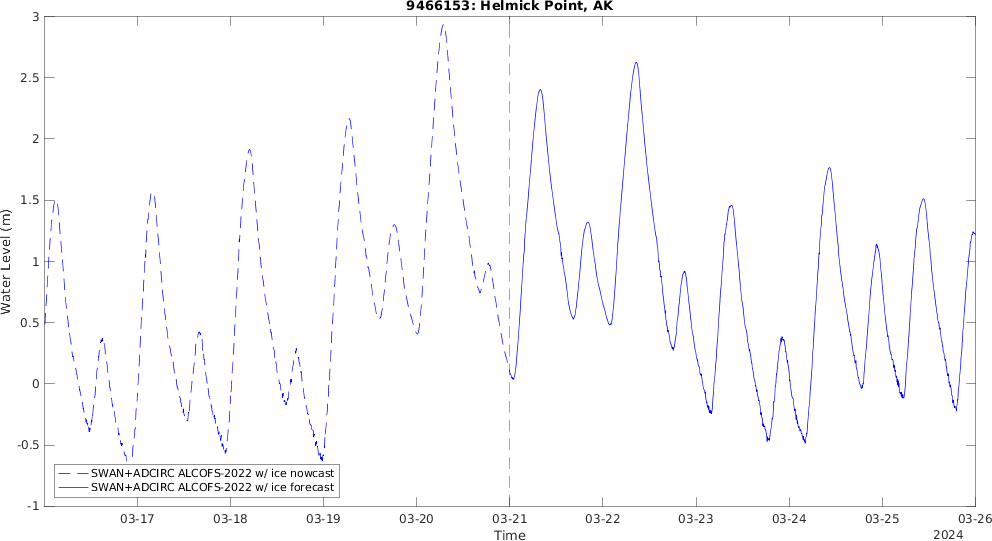 9466153: Helmick Point, AK
3
2.5
2
1.5
1
0.5
0
-0.5
-1
Water Level (m)
SWAN+ADCIRC ALCOFS-2022 w/ ice nowcast
SWAN+ADCIRC ALCOFS-2022 w/ ice forecast
03-17 03-18 03-19 03-20 03-21 03-22 03-23 03-24 03-25 03-26
Time
2024